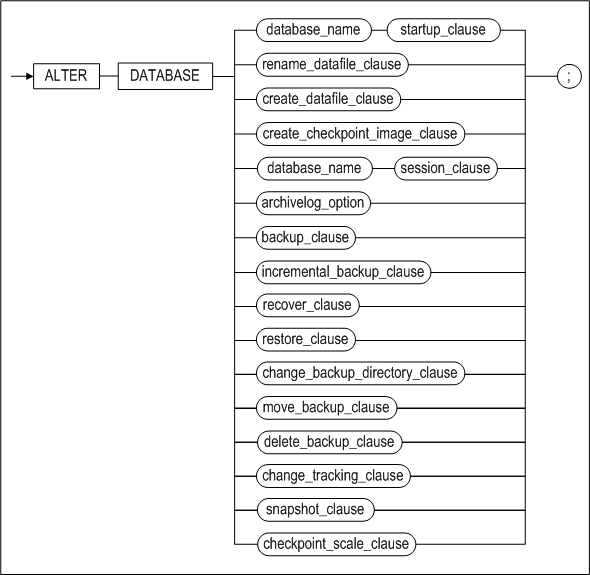 database_name startup_clause
ALTER DATABASE rename_datafile_clause ;
create_datafile_clause
create_checkpoint_image_clause
database_name session_clause
archivelog_option
backup_clause
incremental_backup_clause
recover_clause
restore_clause
change_backup_directory_clause
move_backup_clause
delete_backup_clause
change_tracking_clause
snapshot_clause
checkpoint_scale_clause